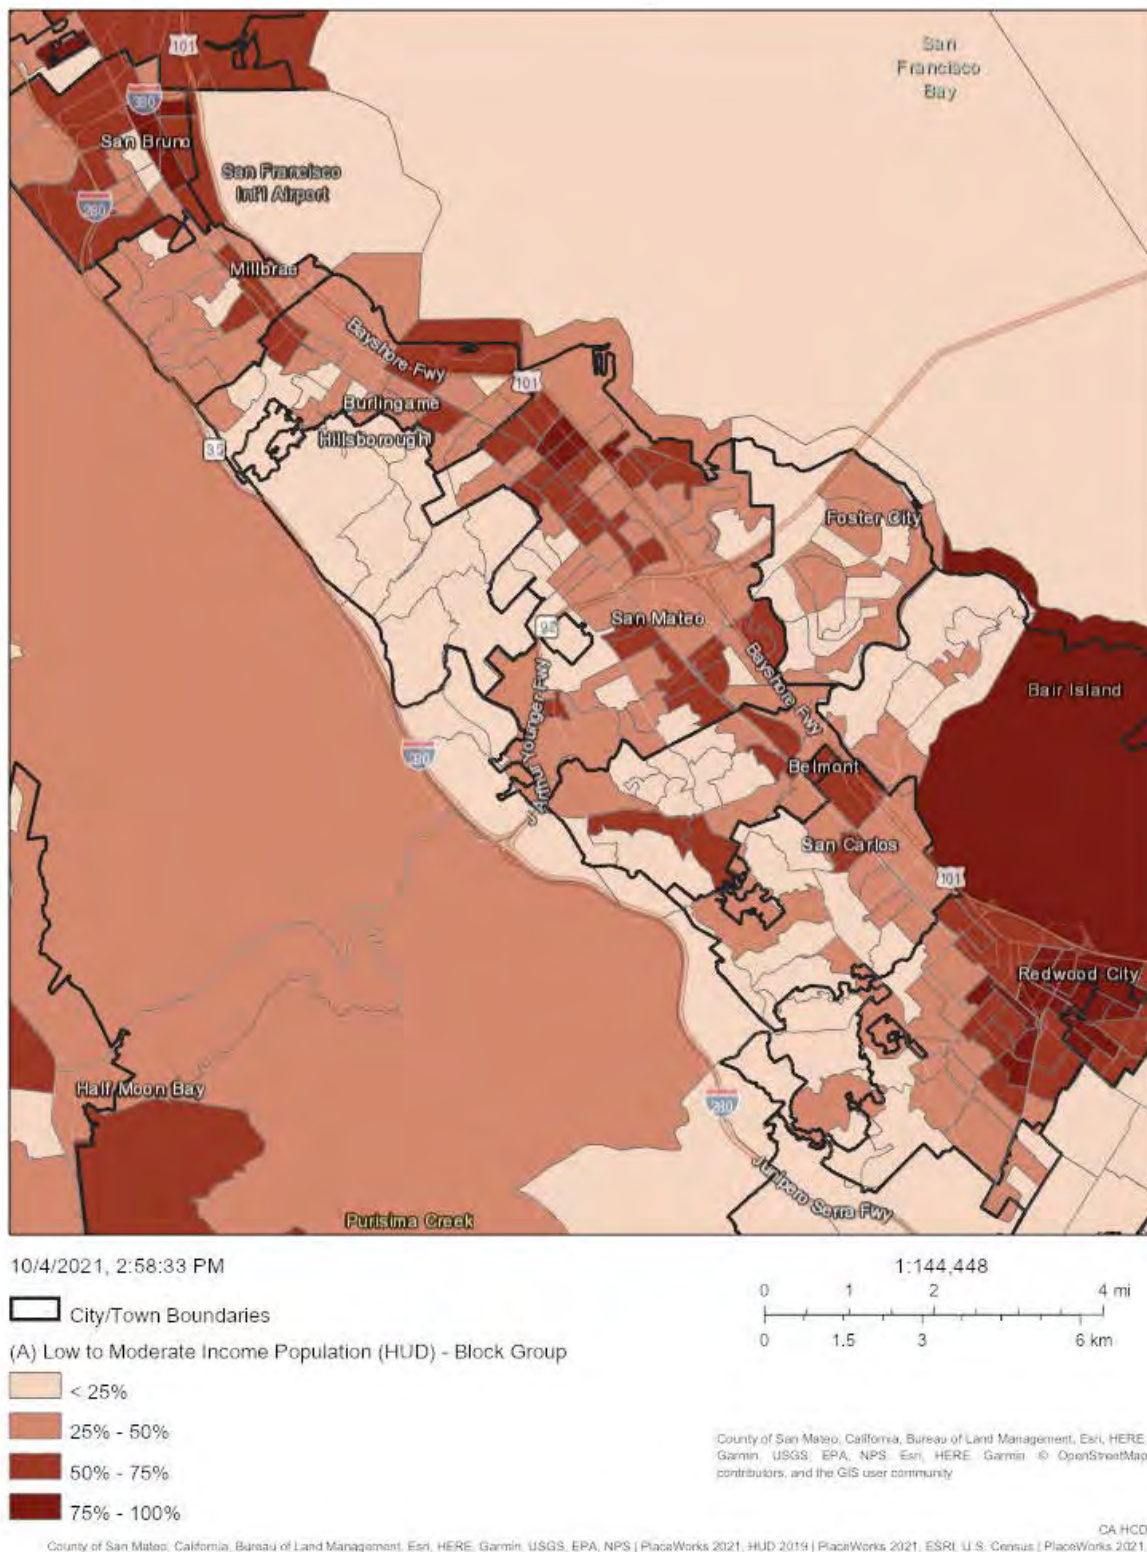 San
Francisco
Bay
101
380
San Bruno
San Francisco
Int'l Airport
280
Millbrae
Bayshore Fwy
101
Burlingame
Hillsborough
35
Foster City
San Mateo
92
Bayshore Fwy
Bair Island
J Arthur Younger Fwy
280
Belmont
San Carlos
101
Redwood City
Half Moon Bay
280
Junipero Serra Fwy
Purisima Creek
10/4/2021, 2:58:33 PM
1:144,448
0 1 2 4 mi
0 1.5 3 6 km
City/Town Boundaries
(A) Low to Moderate Income Population (HUD) - Block Group
< 25%
25% - 50%
50% - 75%
75% - 100%
County of San Mateo, California, Bureau of Land Management, Esri, HERE,
Garmin, USGS, EPA, NPS, Esri, HERE, Garmin, © OpenStreetMap
contributors, and the GIS user community
CA HCD
County of San Mateo, California, Bureau of Land Management, Esri, HERE, Garmin, USGS, EPA, NPS | PlaceWorks 2021, HUD 2019 | PlaceWorks 2021, ESRI, U.S. Census | PlaceWorks 2021